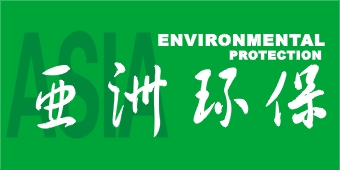 ASIA
ENVIRONMENTAL
PROTECTION
亚洲环保